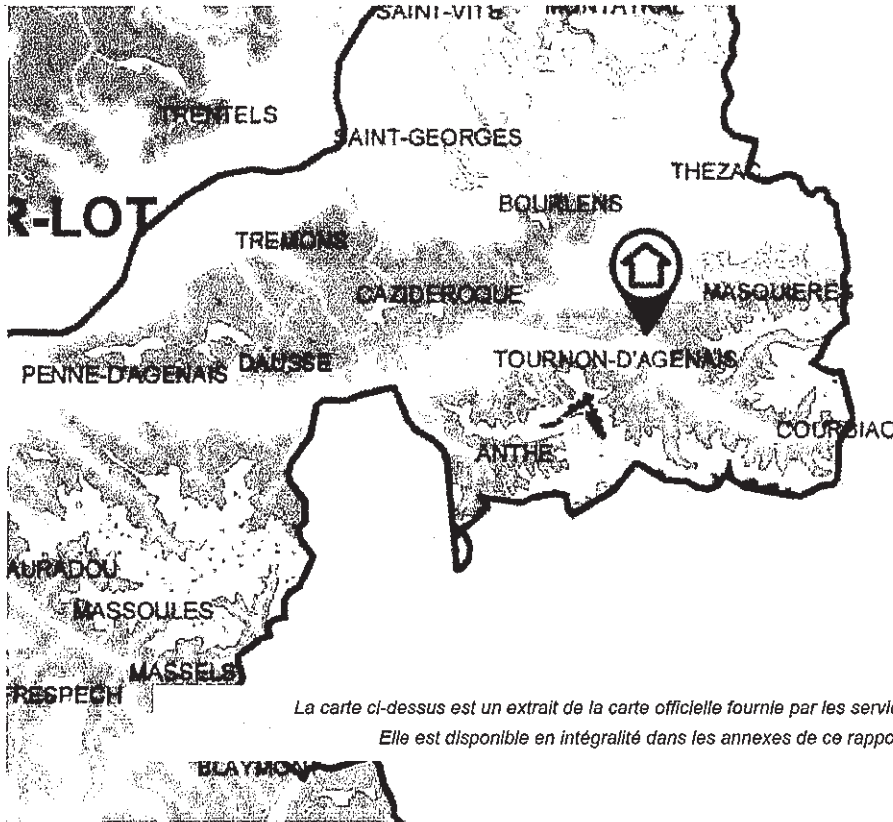 SAINT-VITE
MONTAYRAL
TRENTELS
SAINT-GEORGES
THEZAC
R-LOT
BOURLENS
TREMONS
CAZIDEROQUE
MASQUIERES
PENNE-D'AGENAIS
DAUSSE
TOURNON-D'AGENAIS
COURBIAC
ANTHE
AURADOU
MASSOULES
MASSELS
FRESPECH
La carte ci-dessus est un extrait de la carte officielle fournie par les servic
Elle est disponible en intégralité dans les annexes de ce rappo
BLAYMON